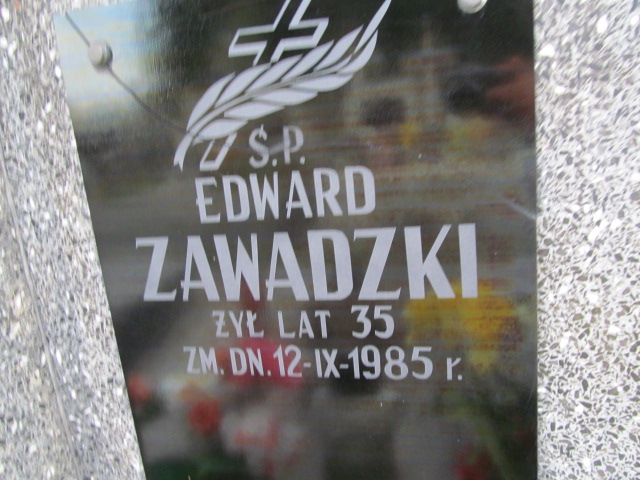 Ś.P.
EDWARD
ZAWADZKI
ŻYŁ LAT 35
ZM. DN. 12-IX-1985 r.